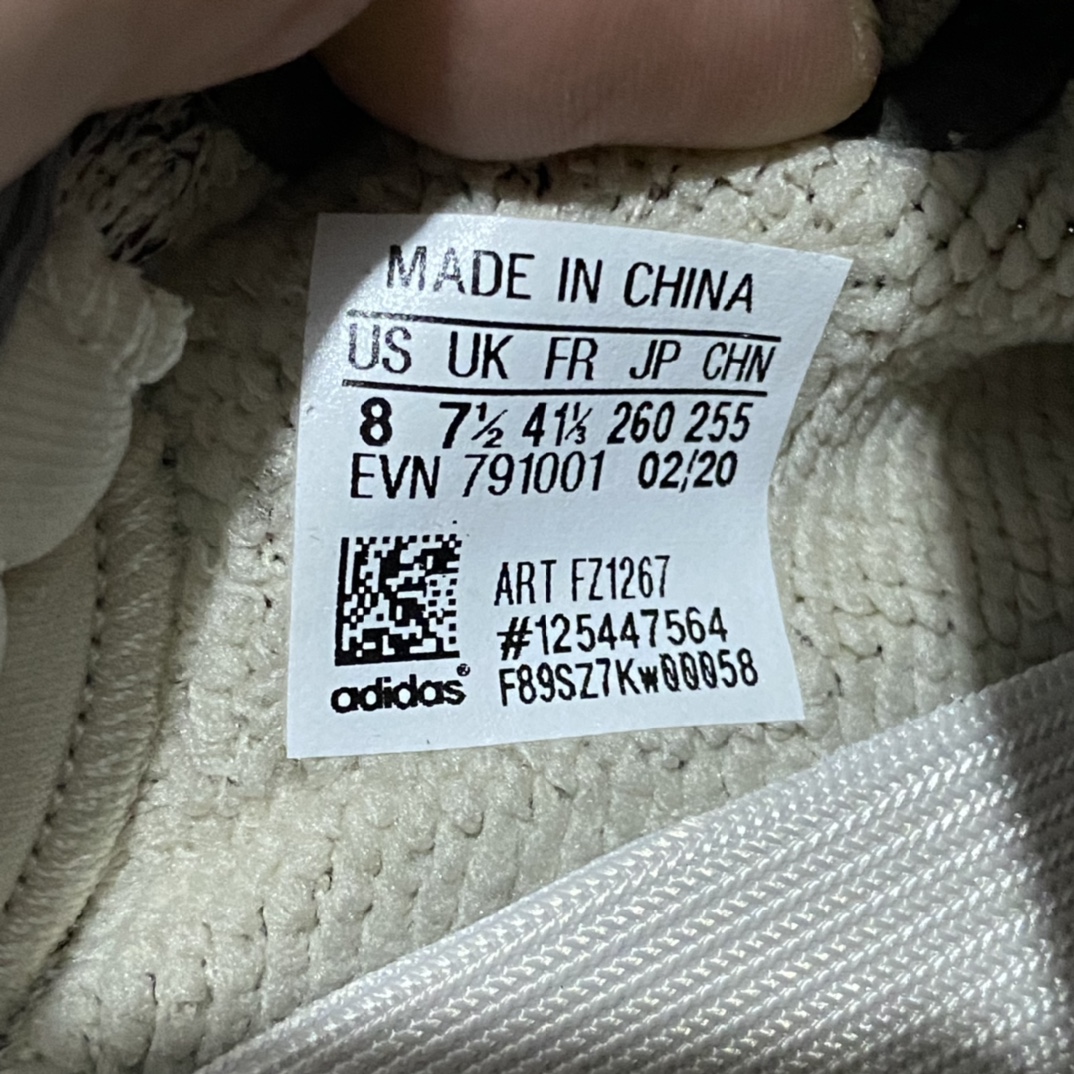 MADE IN CHINA
US UK FR JP CHN
8 7½ 41⅓ 260 255
EVN 791001 02/20
ART FZ1267
#125447564
adidas® F89SZ7Kw00058